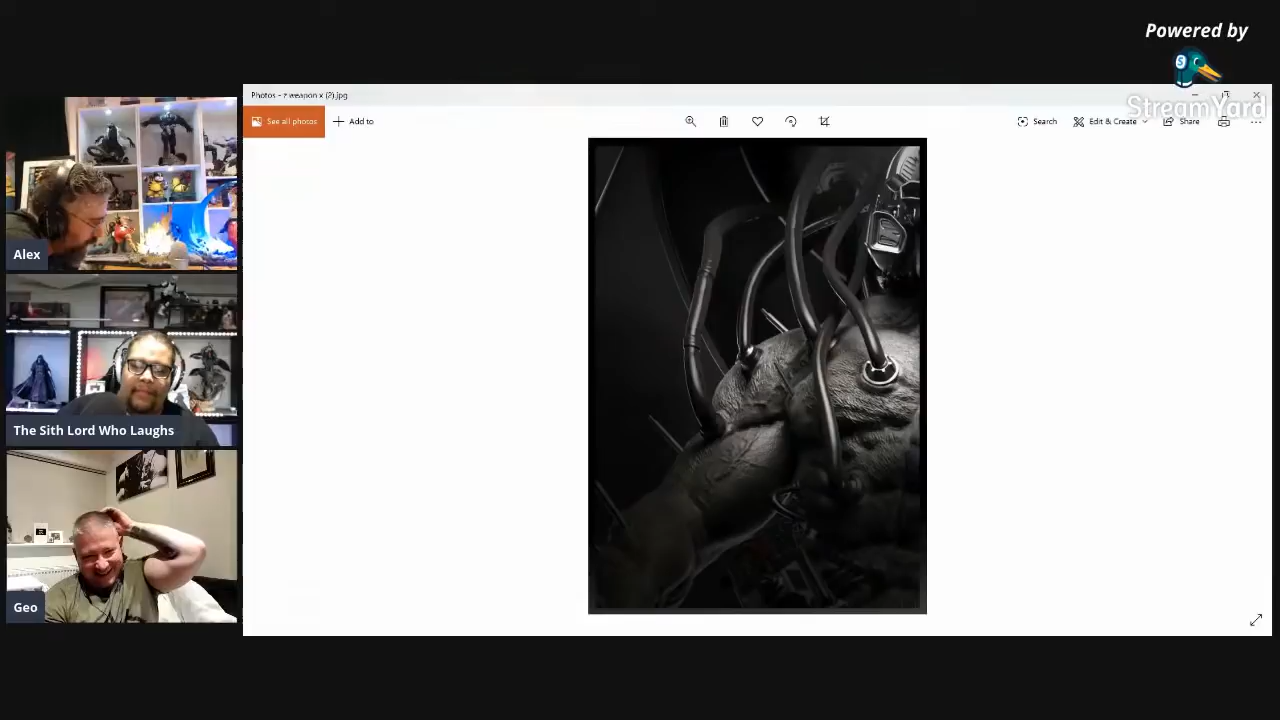 Powered by
StreamYard
Photos - z weapon x (2).jpg
See all photos
Add to
Search
Edit & Create
Share
Alex
The Sith Lord Who Laughs
Geo